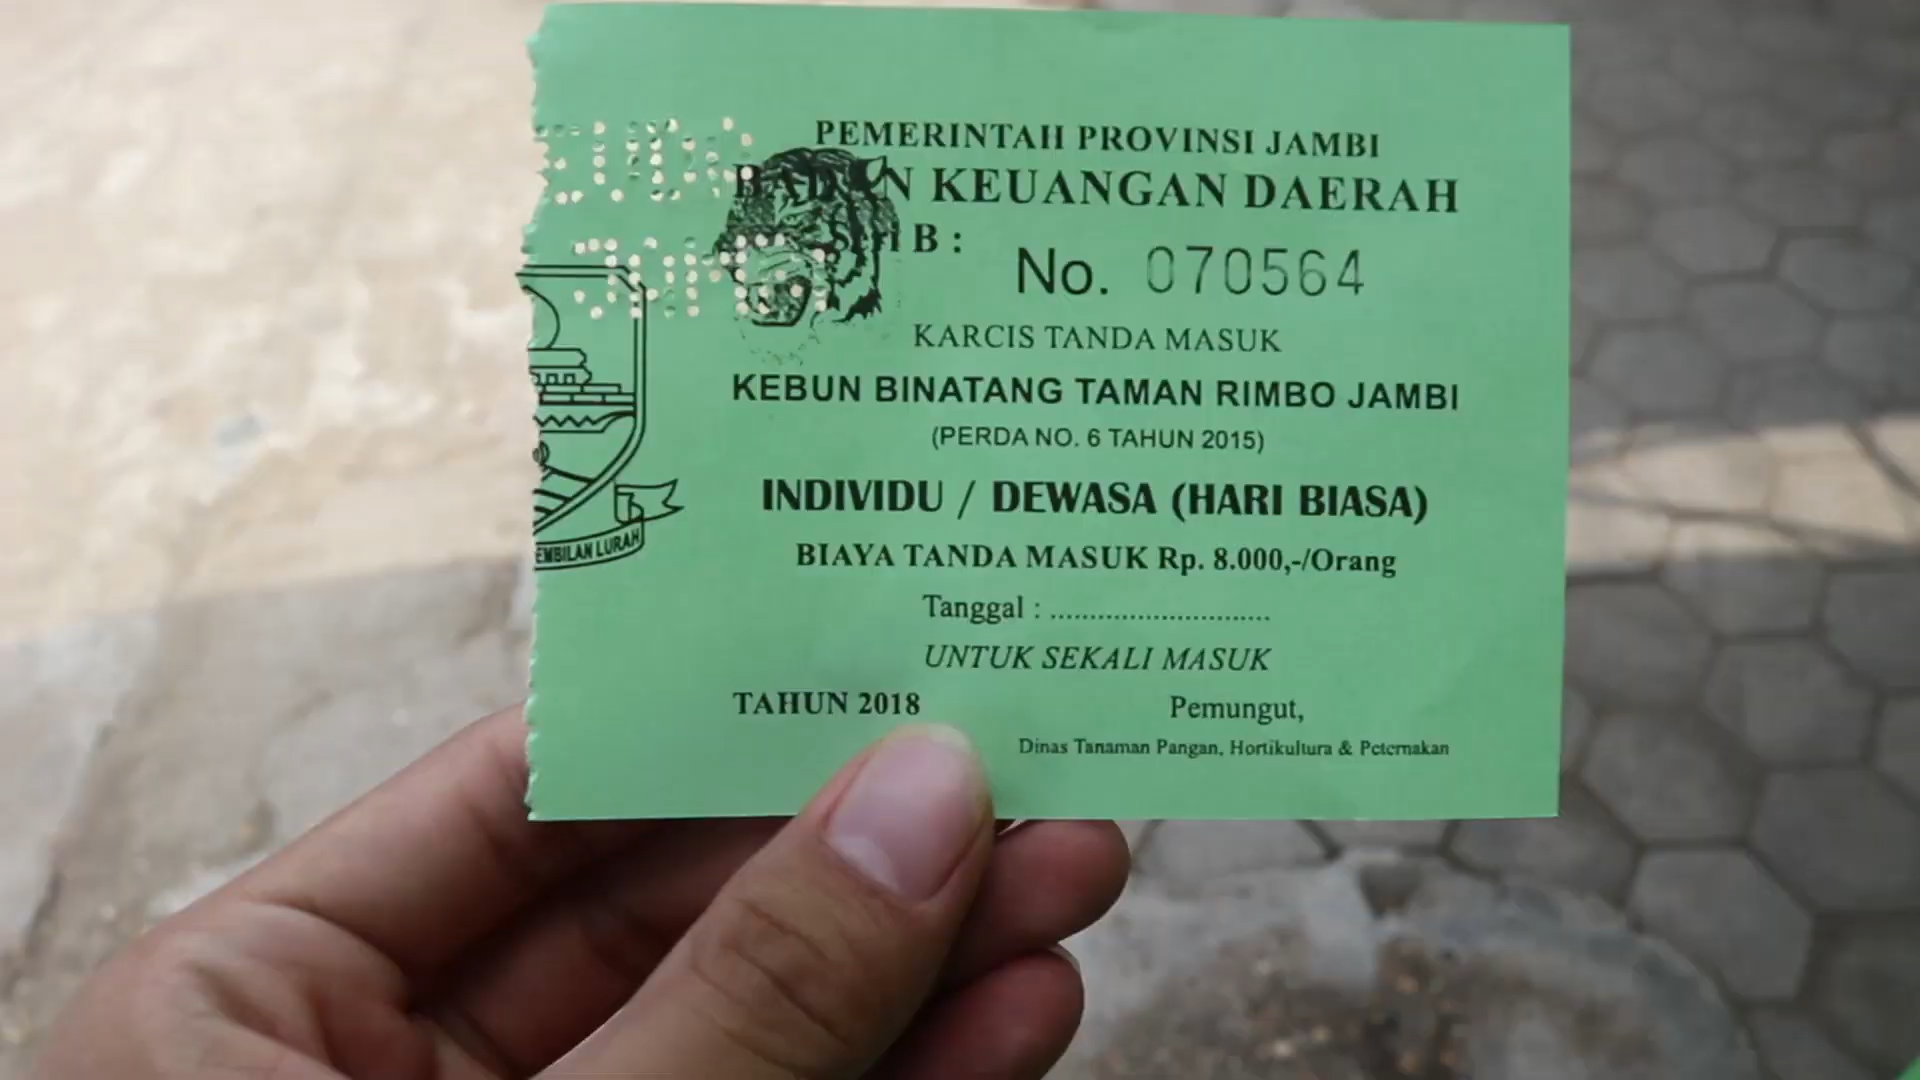 PEMERINTAH PROVINSI JAMBI
BADAN KEUANGAN DAERAH
Seri B :
No. 070564
KARCIS TANDA MASUK
KEBUN BINATANG TAMAN RIMBO JAMBI
(PERDA NO. 6 TAHUN 2015)
INDIVIDU / DEWASA (HARI BIASA)
BIAYA TANDA MASUK Rp. 8.000,-/Orang
Tanggal : ............................
UNTUK SEKALI MASUK
TAHUN 2018
Pemungut,
Dinas Tanaman Pangan, Hortikultura & Peternakan
EMBILAN LURAH